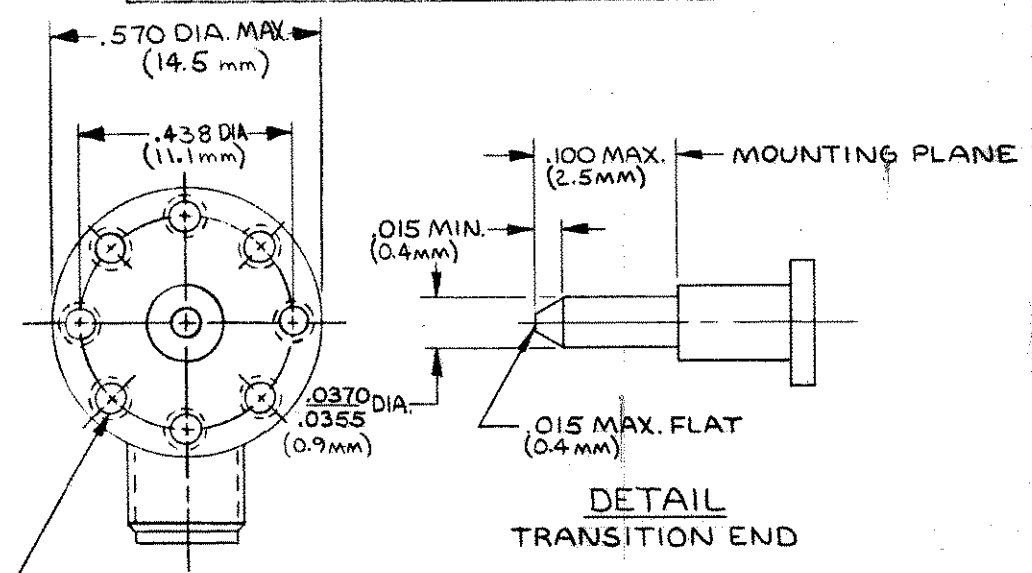 .570 DIA. MAX.
(14.5 mm)
.438 DIA
(11.1mm)
.100 MAX.
(2.5MM)
MOUNTING PLANE
.015 MIN.
(0.4MM)
.0370
.0355
DIA.
(0.9MM)
.015 MAX. FLAT
(0.4MM)
DETAIL
TRANSITION END